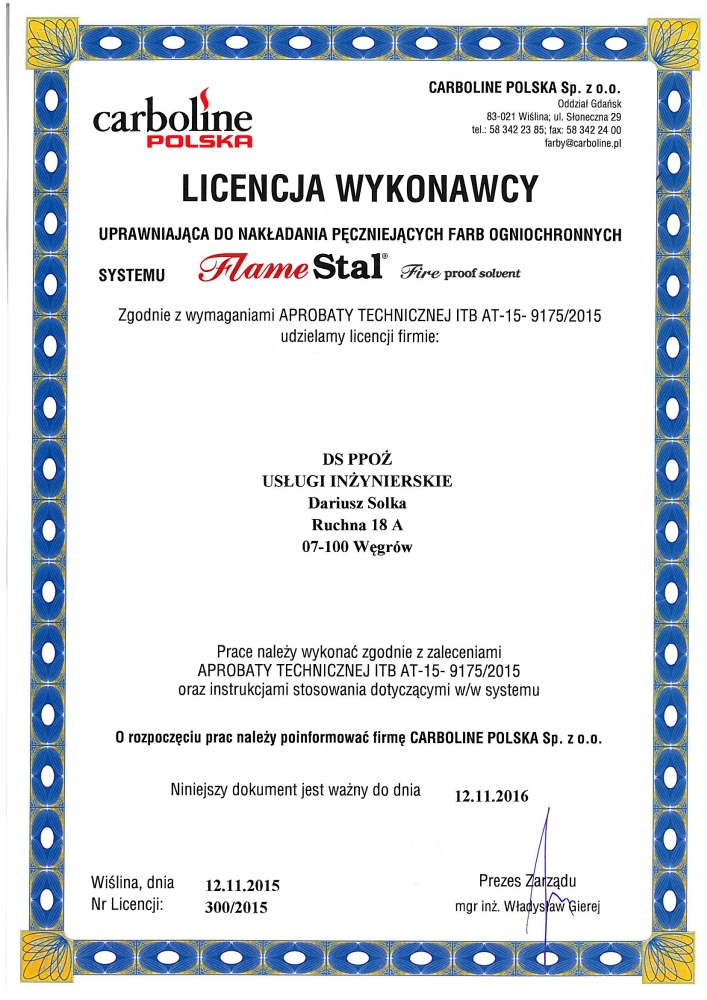 carboline
POLSKA
CARBOLINE POLSKA Sp. z o.o.
Oddział Gdańsk
83-021 Wiślina; ul. Słoneczna 29
tel.: 58 342 23 85; fax: 58 342 24 00
farby@carboline.pl
LICENCJA WYKONAWCY
UPRAWNIAJĄCA DO NAKŁADANIA PĘCZNIEJĄCYCH FARB OGNIOCHRONNYCH
SYSTEMU FlameStal® Fire proof solvent
Zgodnie z wymaganiami APROBATY TECHNICZNEJ ITB AT-15- 9175/2015
udzielamy licencji firmie:
DS PPOŻ
USŁUGI INŻYNIERSKIE
Dariusz Solka
Ruchna 18 A
07-100 Węgrów
Prace należy wykonać zgodnie z zaleceniami
APROBATY TECHNICZNEJ ITB AT-15- 9175/2015
oraz instrukcjami stosowania dotyczącymi w/w systemu
O rozpoczęciu prac należy poinformować firmę CARBOLINE POLSKA Sp. z o.o.
Niniejszy dokument jest ważny do dnia 12.11.2016
Wiślina, dnia 12.11.2015
Nr Licencji: 300/2015
Prezes Zarządu
mgr inż. Władysław Gierej